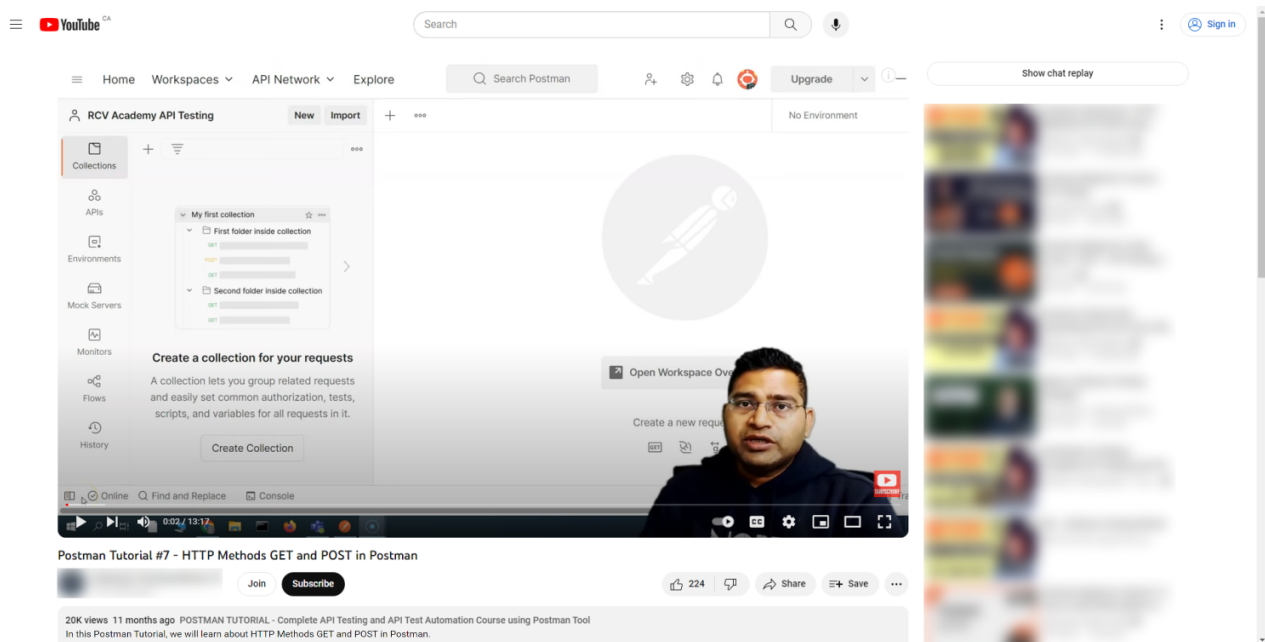 YouTube CA
Search
Sign in
Home Workspaces API Network Explore
Search Postman
Upgrade
Show chat replay
RCV Academy API Testing
New Import
No Environment
Collections
APIs
Environments
Mock Servers
Monitors
Flows
History
My first collection
First folder inside collection
GET
POST
GET
Second folder inside collection
GET
GET
Create a collection for your requests
A collection lets you group related requests
and easily set common authorization, tests,
scripts, and variables for all requests in it.
Create Collection
Open Workspace Ove
Create a new reque
GET
SUBSCRIBE
Online Find and Replace Console
0:02 / 13:17
CC
Postman Tutorial #7 - HTTP Methods GET and POST in Postman
Join Subscribe
224 Share Save
20K views 11 months ago POSTMAN TUTORIAL - Complete API Testing and API Test Automation Course using Postman Tool
In this Postman Tutorial, we will learn about HTTP Methods GET and POST in Postman.